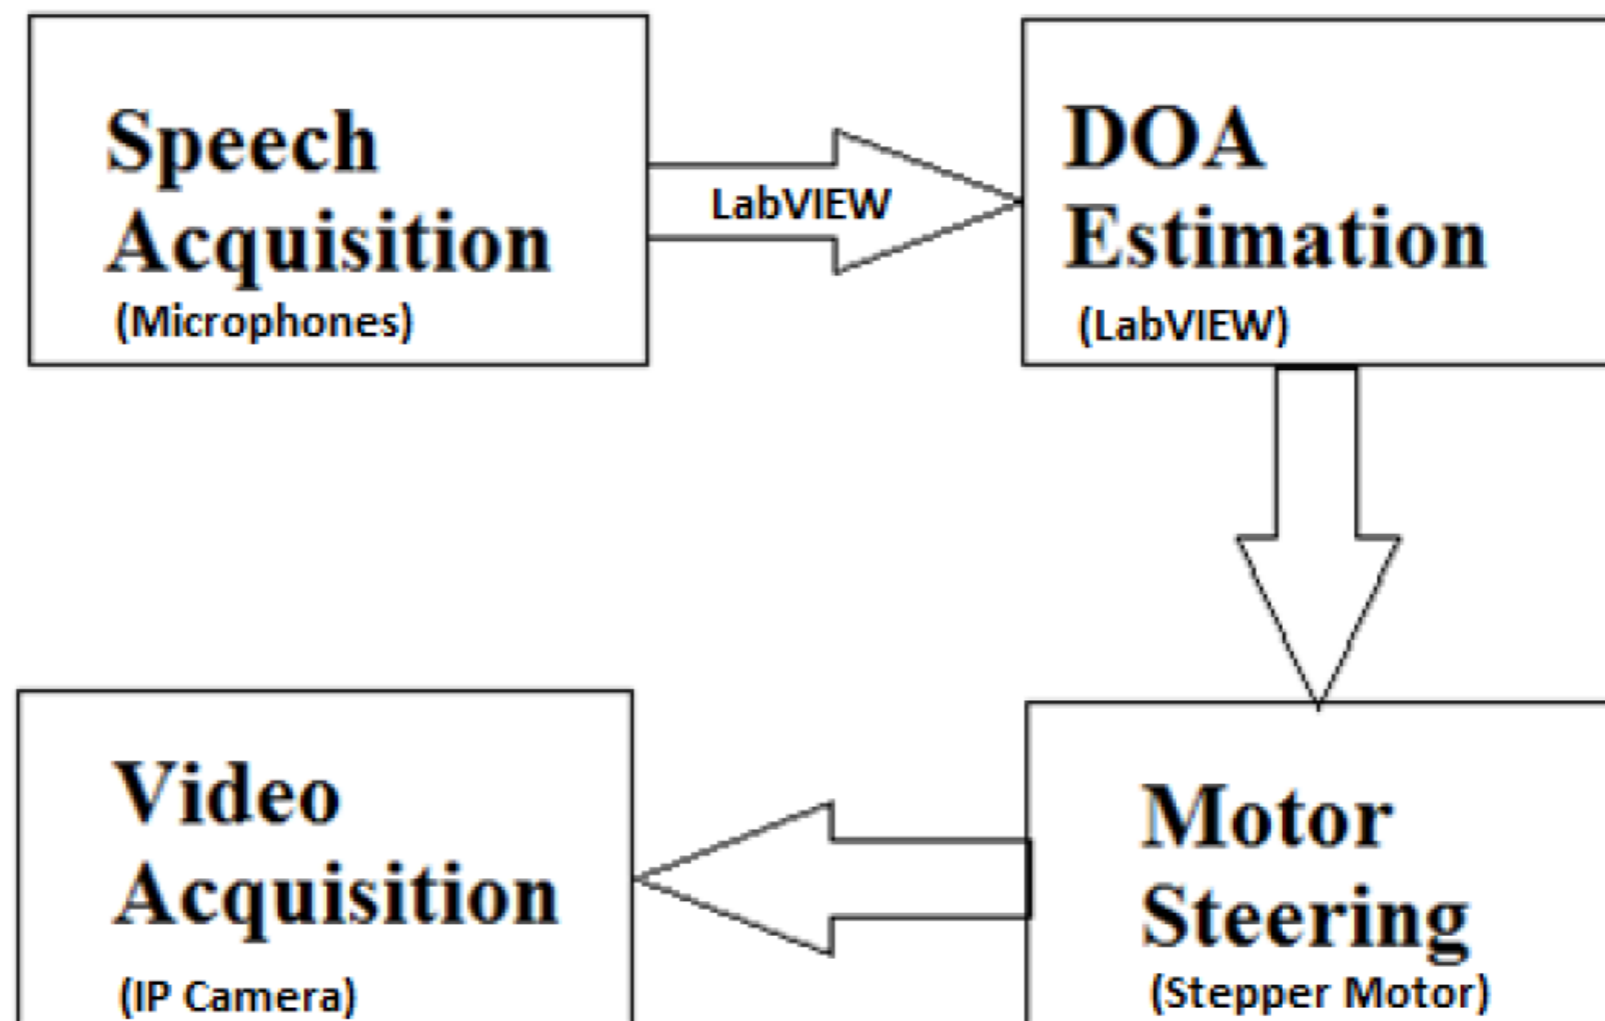 Speech
Acquisition
(Microphones)
LabVIEW
DOA
Estimation
(LabVIEW)
Motor
Steering
(Stepper Motor)
Video
Acquisition
(IP Camera)